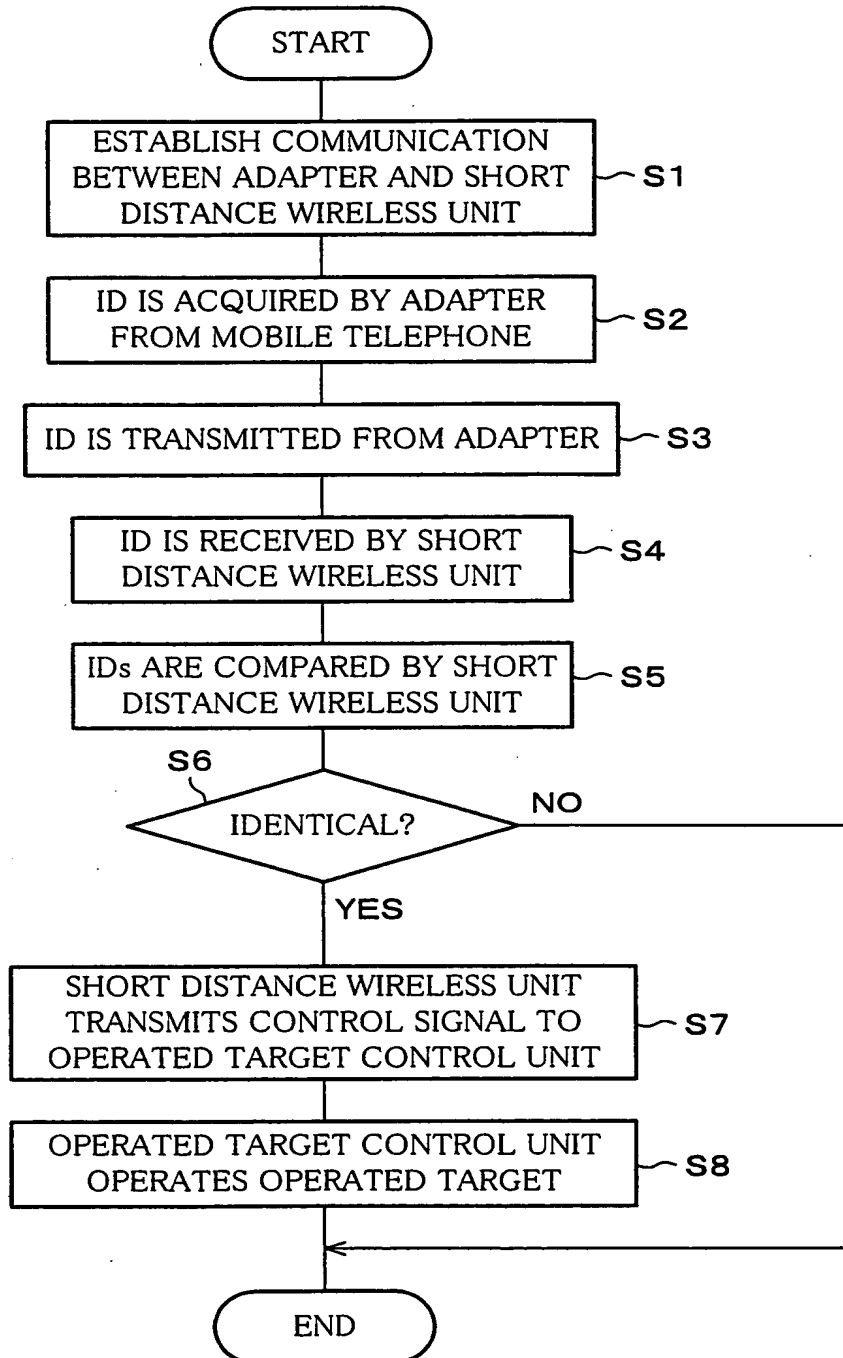 START
ESTABLISH COMMUNICATION
BETWEEN ADAPTER AND SHORT
DISTANCE WIRELESS UNIT
S1
ID IS ACQUIRED BY ADAPTER
FROM MOBILE TELEPHONE
S2
ID IS TRANSMITTED FROM ADAPTER
S3
ID IS RECEIVED BY SHORT
DISTANCE WIRELESS UNIT
S4
IDs ARE COMPARED BY SHORT
DISTANCE WIRELESS UNIT
S5
S6
IDENTICAL?
NO
YES
SHORT DISTANCE WIRELESS UNIT
TRANSMITS CONTROL SIGNAL TO
OPERATED TARGET CONTROL UNIT
S7
OPERATED TARGET CONTROL UNIT
OPERATES OPERATED TARGET
S8
END